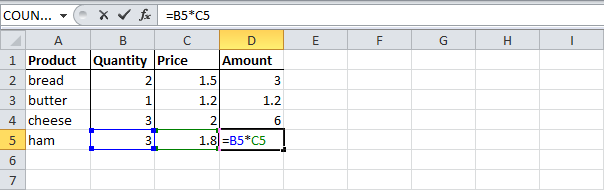 COUN... fx =B5*C5
A B C D E F G H I
1 Product Quantity Price Amount
2 bread 2 1.5 3
3 butter 1 1.2 1.2
4 cheese 3 2 6
5 ham 3 1.8 =B5*C5
6
7